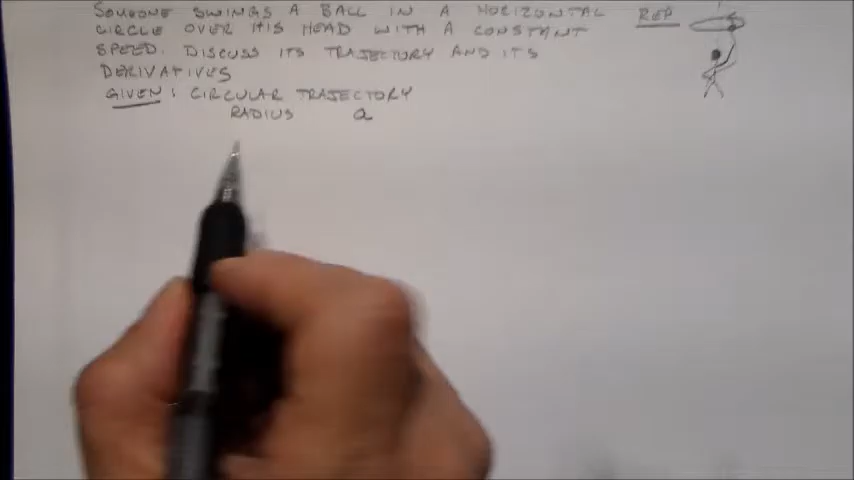 SOMEONE SWINGS A BALL IN A HORIZONTAL
CIRCLE OVER HIS HEAD WITH A CONSTANT
SPEED. DISCUSS ITS TRAJECTORY AND ITS
DERIVATIVES
REP
GIVEN: CIRCULAR TRAJECTORY
RADIUS a